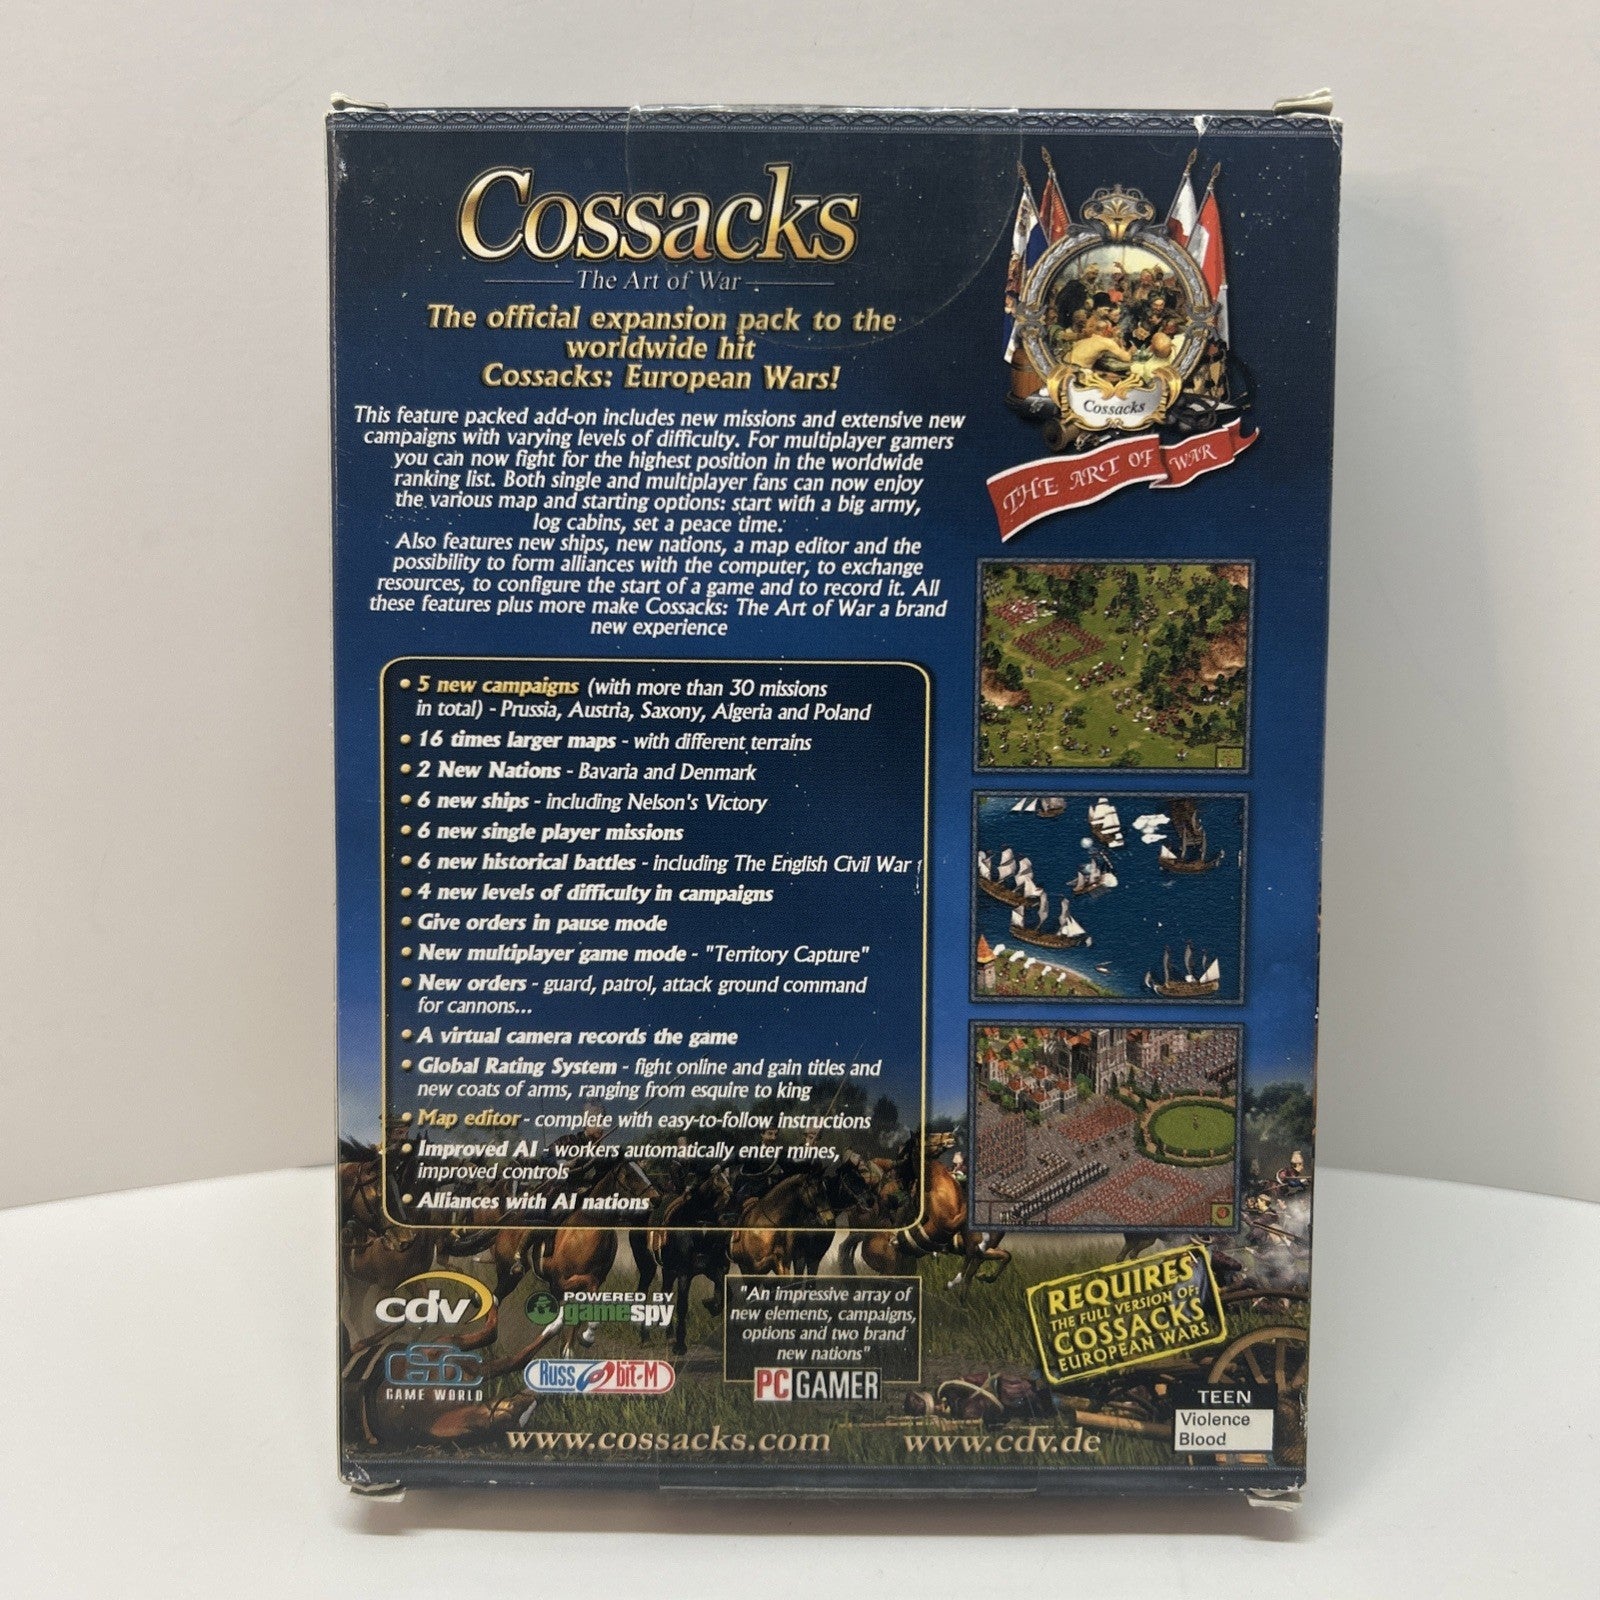 Cossacks
The Art of War
The official expansion pack to the
worldwide hit
Cossacks: European Wars!
This feature packed add-on includes new missions and extensive new
campaigns with varying levels of difficulty. For multiplayer gamers
you can now fight for the highest position in the worldwide
ranking list. Both single and multiplayer fans can now enjoy
the various map and starting options: start with a big army,
log cabins, set a peace time.
Also features new ships, new nations, a map editor and the
possibility to form alliances with the computer, to exchange
resources, to configure the start of a game and to record it. All
these features plus more make Cossacks: The Art of War a brand
new experience
Cossacks
THE ART OF WAR
• 5 new campaigns (with more than 30 missions
in total) - Prussia, Austria, Saxony, Algeria and Poland
• 16 times larger maps - with different terrains
• 2 New Nations - Bavaria and Denmark
• 6 new ships - including Nelson's Victory
• 6 new single player missions
• 6 new historical battles - including The English Civil War
• 4 new levels of difficulty in campaigns
• Give orders in pause mode
• New multiplayer game mode - "Territory Capture"
• New orders - guard, patrol, attack ground command
for cannons...
• A virtual camera records the game
• Global Rating System - fight online and gain titles and
new coats of arms, ranging from esquire to king
• Map editor - complete with easy-to-follow instructions
• Improved AI - workers automatically enter mines,
improved controls
• Alliances with AI nations
cdv
POWERED BY
gamespy
GSC
GAME WORLD
Russobit-M
"An impressive array of
new elements, campaigns,
options and two brand
new nations"
PC GAMER
REQUIRES
THE FULL VERSION OF:
COSSACKS
EUROPEAN WARS
TEEN
Violence
Blood
www.cossacks.com www.cdv.de